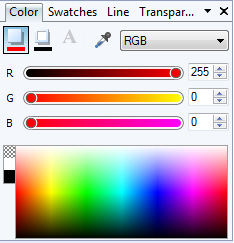 Color Swatches Line Transpar...
A RGB
R 255
G 0
B 0